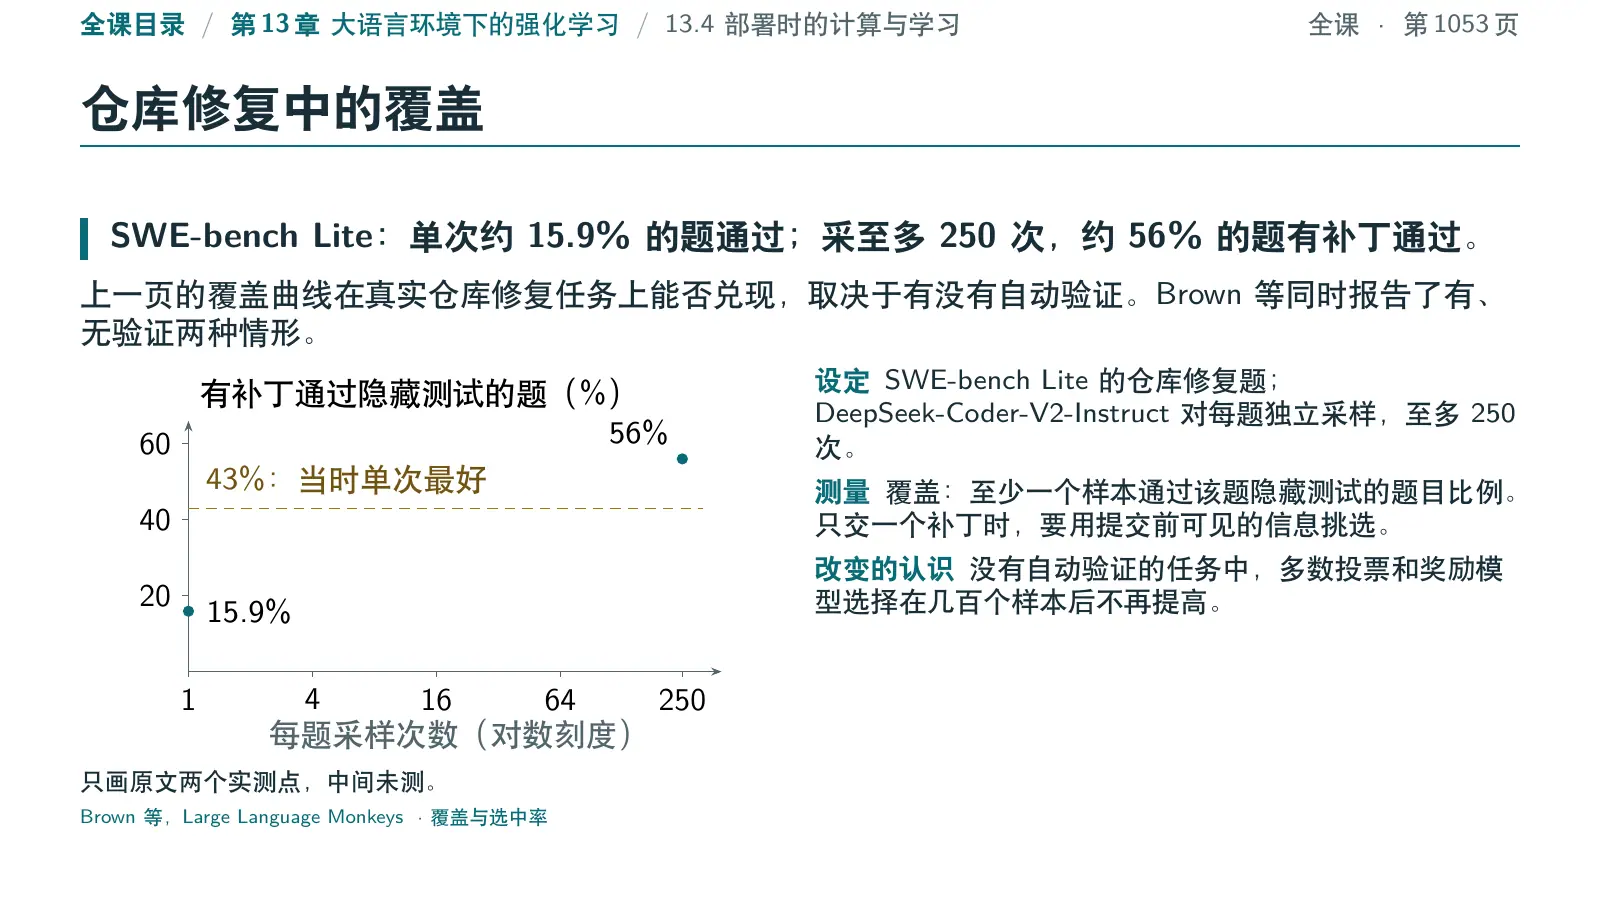 全课目录 / 第 13 章 大语言环境下的强化学习 / 13.4 部署时的计算与学习
全课 · 第 1053 页
仓库修复中的覆盖
SWE-bench Lite：单次约 15.9% 的题通过；采至多 250 次，约 56% 的题有补丁通过。
上一页的覆盖曲线在真实仓库修复任务上能否兑现，取决于有没有自动验证。Brown 等同时报告了有、
无验证两种情形。
有补丁通过隐藏测试的题（%）
60
40
20
56%
43%：当时单次最好
15.9%
1 4 16 64 250
每题采样次数（对数刻度）
只画原文两个实测点，中间未测。
Brown 等，Large Language Monkeys · 覆盖与选中率
设定 SWE-bench Lite 的仓库修复题；
DeepSeek-Coder-V2-Instruct 对每题独立采样，至多 250
次。
测量 覆盖：至少一个样本通过该题隐藏测试的题目比例。
只交一个补丁时，要用提交前可见的信息挑选。
改变的认识 没有自动验证的任务中，多数投票和奖励模
型选择在几百个样本后不再提高。